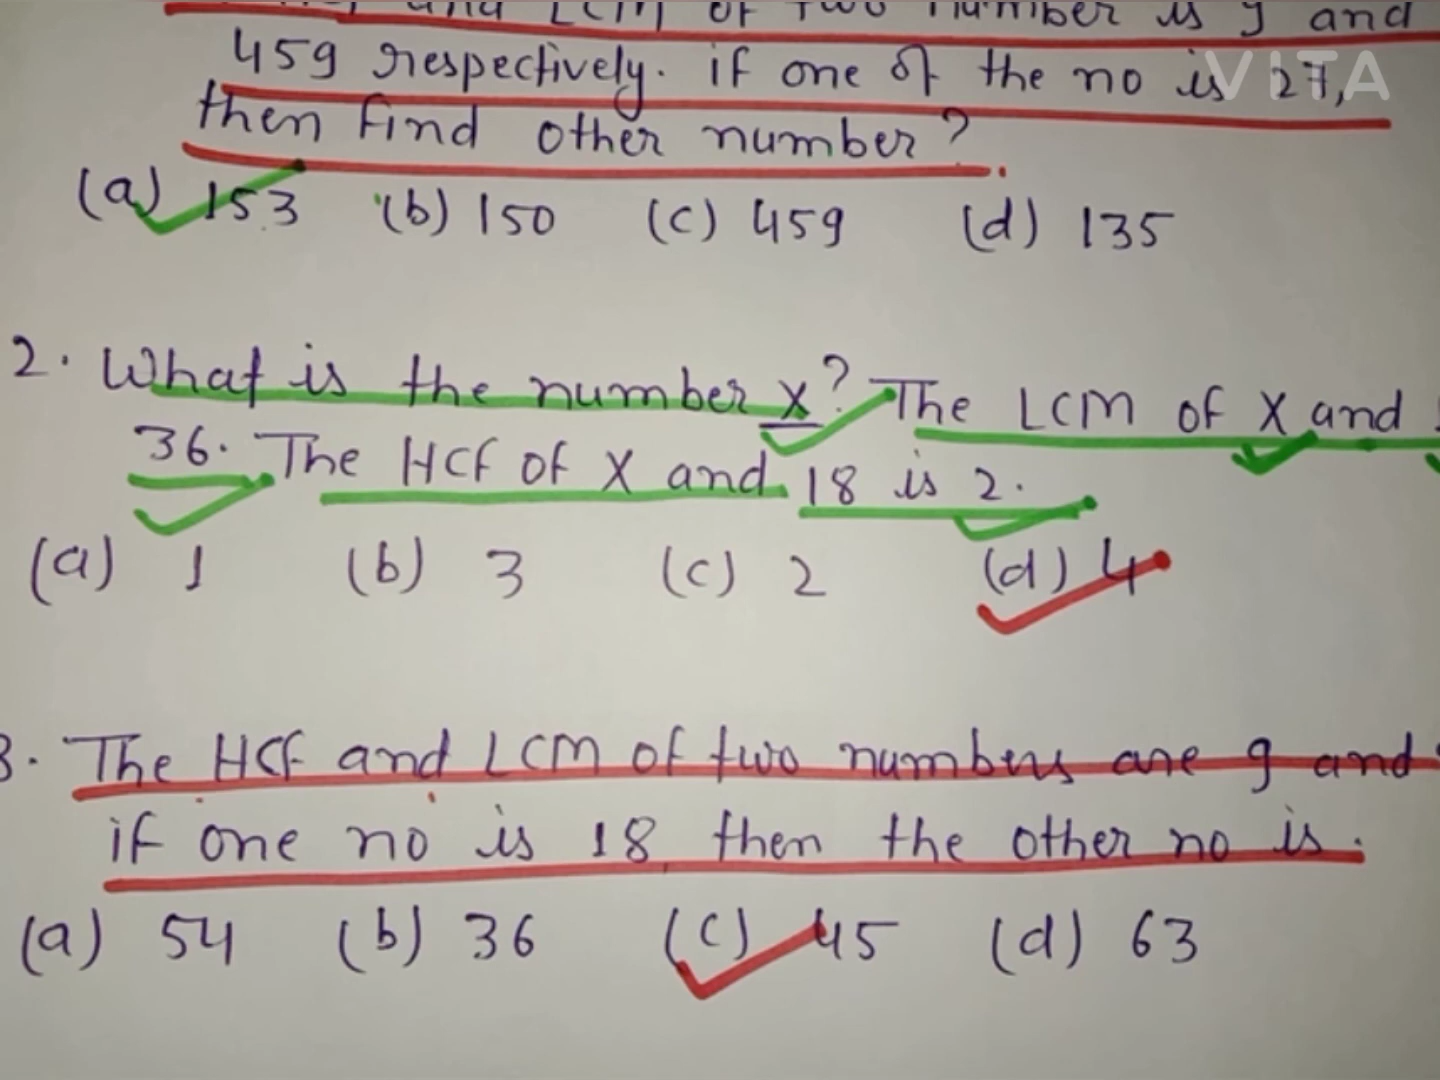 and LCM of two number is 9 and
459 respectively. if one of the no is 27,
VITA
then find other number?
(a) 153 (b) 150 (c) 459 (d) 135
2. What is the number x? The LCM of X and
36. The HCF of X and 18 is 2.
(a) 1 (b) 3 (c) 2 (d) 4
3. The HCF and LCM of two numbers are 9 and
if one no is 18 then the other no is.
(a) 54 (b) 36 (c) 45 (d) 63